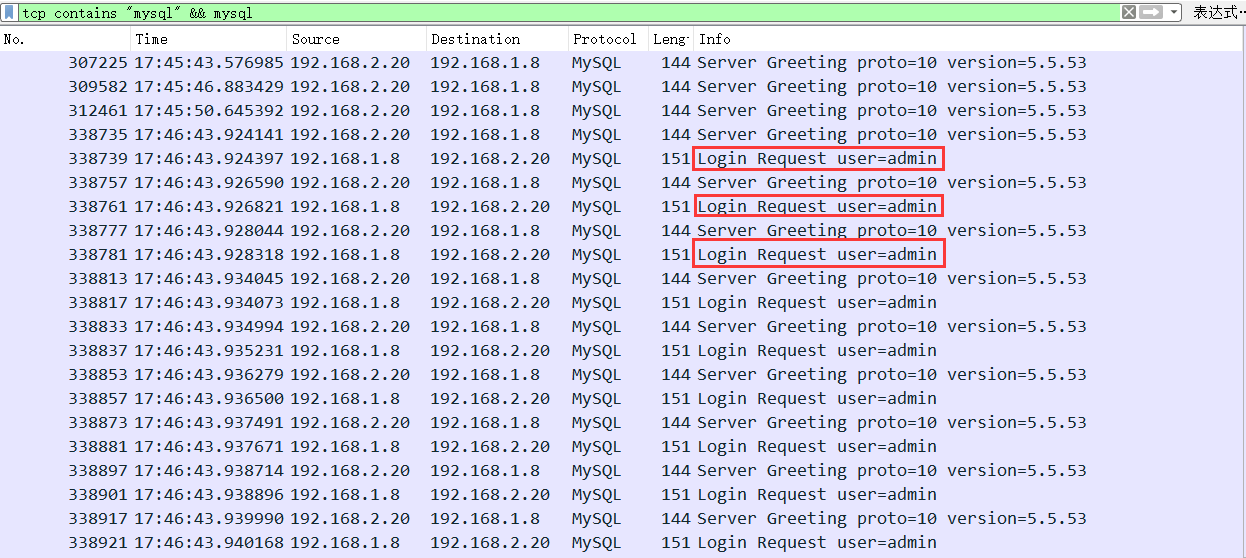 tcp contains "mysql" && mysql 表达式…
No. Time Source Destination Protocol Leng Info
307225 17:45:43.576985 192.168.2.20 192.168.1.8 MySQL 144 Server Greeting proto=10 version=5.5.53
309582 17:45:46.883429 192.168.2.20 192.168.1.8 MySQL 144 Server Greeting proto=10 version=5.5.53
312461 17:45:50.645392 192.168.2.20 192.168.1.8 MySQL 144 Server Greeting proto=10 version=5.5.53
338735 17:46:43.924141 192.168.2.20 192.168.1.8 MySQL 144 Server Greeting proto=10 version=5.5.53
338739 17:46:43.924397 192.168.1.8 192.168.2.20 MySQL 151 Login Request user=admin
338757 17:46:43.926590 192.168.2.20 192.168.1.8 MySQL 144 Server Greeting proto=10 version=5.5.53
338761 17:46:43.926821 192.168.1.8 192.168.2.20 MySQL 151 Login Request user=admin
338777 17:46:43.928044 192.168.2.20 192.168.1.8 MySQL 144 Server Greeting proto=10 version=5.5.53
338781 17:46:43.928318 192.168.1.8 192.168.2.20 MySQL 151 Login Request user=admin
338813 17:46:43.934045 192.168.2.20 192.168.1.8 MySQL 144 Server Greeting proto=10 version=5.5.53
338817 17:46:43.934073 192.168.1.8 192.168.2.20 MySQL 151 Login Request user=admin
338833 17:46:43.934994 192.168.2.20 192.168.1.8 MySQL 144 Server Greeting proto=10 version=5.5.53
338837 17:46:43.935231 192.168.1.8 192.168.2.20 MySQL 151 Login Request user=admin
338853 17:46:43.936279 192.168.2.20 192.168.1.8 MySQL 144 Server Greeting proto=10 version=5.5.53
338857 17:46:43.936500 192.168.1.8 192.168.2.20 MySQL 151 Login Request user=admin
338873 17:46:43.937491 192.168.2.20 192.168.1.8 MySQL 144 Server Greeting proto=10 version=5.5.53
338881 17:46:43.937671 192.168.1.8 192.168.2.20 MySQL 151 Login Request user=admin
338897 17:46:43.938714 192.168.2.20 192.168.1.8 MySQL 144 Server Greeting proto=10 version=5.5.53
338901 17:46:43.938896 192.168.1.8 192.168.2.20 MySQL 151 Login Request user=admin
338917 17:46:43.939990 192.168.2.20 192.168.1.8 MySQL 144 Server Greeting proto=10 version=5.5.53
338921 17:46:43.940168 192.168.1.8 192.168.2.20 MySQL 151 Login Request user=admin